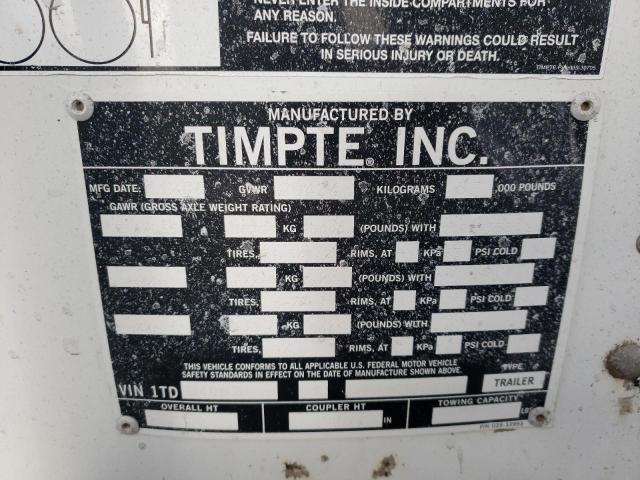 NEVER ENTER THE INSIDE COMPARTMENTS FOR
ANY REASON.
FAILURE TO FOLLOW THESE WARNINGS COULD RESULT
IN SERIOUS INJURY OR DEATH.
MANUFACTURED BY
TIMPTE® INC.
MFG DATE: GVWR KILOGRAMS ,000 POUNDS
GAWR (GROSS AXLE WEIGHT RATING)
KG (POUNDS) WITH
TIRES, RIMS, AT KPa PSI COLD
KG (POUNDS) WITH
TIRES, RIMS, AT KPa PSI COLD
KG (POUNDS) WITH
TIRES, RIMS, AT KPa PSI COLD
THIS VEHICLE CONFORMS TO ALL APPLICABLE U.S. FEDERAL MOTOR VEHICLE
SAFETY STANDARDS IN EFFECT ON THE DATE OF MANUFACTURE SHOWN ABOVE.
TYPE
VIN 1TD TRAILER
OVERALL HT COUPLER HT TOWING CAPACITY
IN LBS